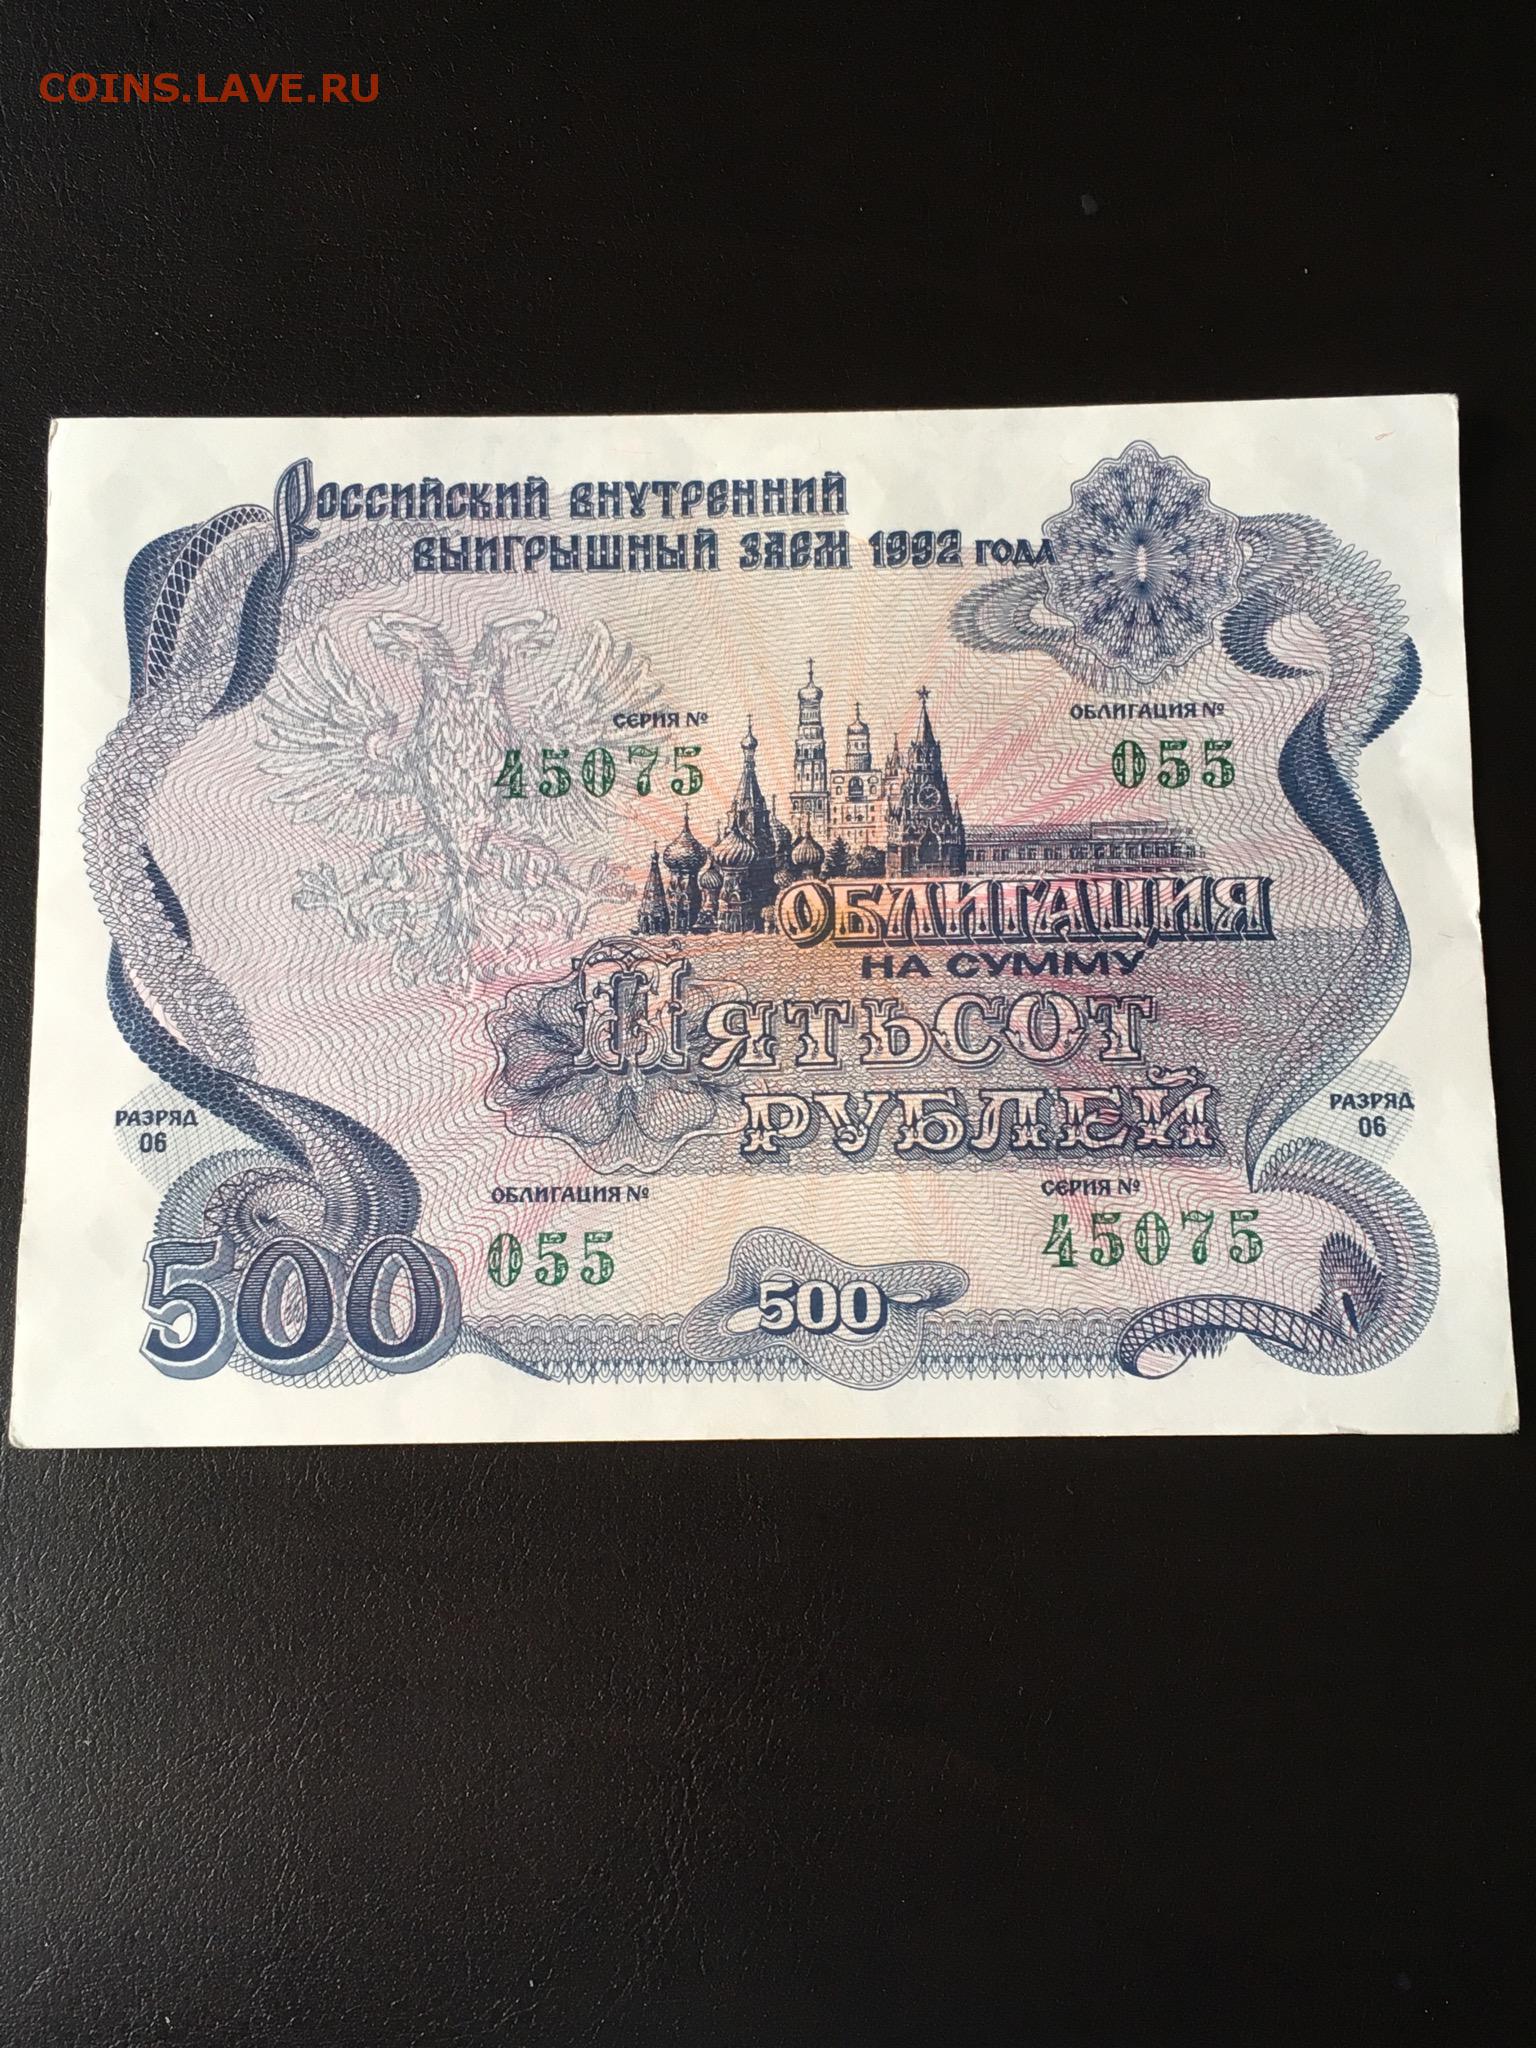 COINS.LAVE.RU
Российский внутренний
выигрышный заем 1992 года
СЕРИЯ №
ОБЛИГАЦИЯ №
45075
055
ОБЛИГАЦИЯ
НА СУММУ
Пятьсот
рублей
РАЗРЯД
06
РАЗРЯД
06
ОБЛИГАЦИЯ №
СЕРИЯ №
055
45075
500
500